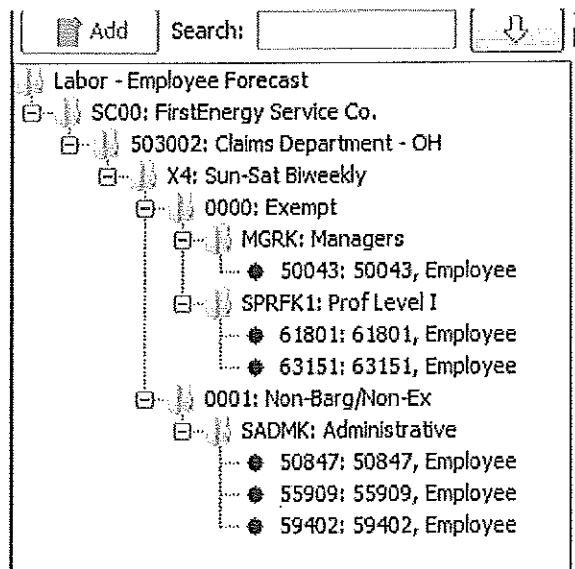 Add Search:
Labor - Employee Forecast
SC00: FirstEnergy Service Co.
503002: Claims Department - OH
X4: Sun-Sat Biweekly
0000: Exempt
MGRK: Managers
50043: 50043, Employee
SPRFK1: Prof Level I
61801: 61801, Employee
63151: 63151, Employee
0001: Non-Barg/Non-Ex
SADMK: Administrative
50847: 50847, Employee
55909: 55909, Employee
59402: 59402, Employee